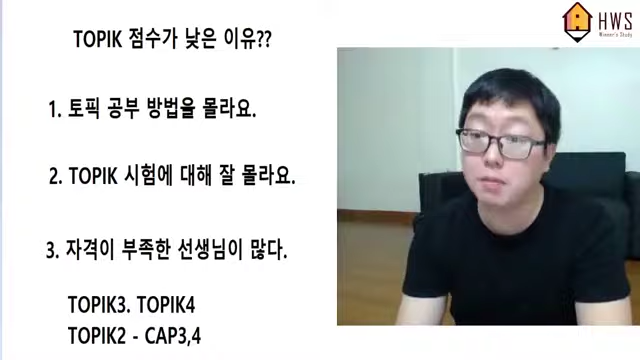 TOPIK 점수가 낮은 이유??
HWS
Winner's Study
1. 토픽 공부 방법을 몰라요.
2. TOPIK 시험에 대해 잘 몰라요.
3. 자격이 부족한 선생님이 많다.
TOPIK3. TOPIK4
TOPIK2 - CAP3,4